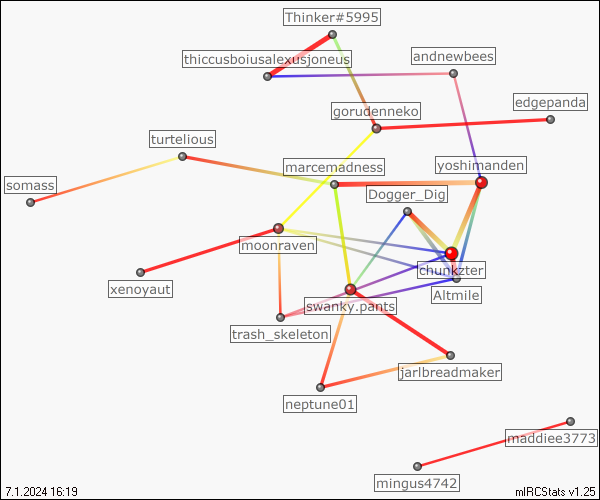 Thinker#5995
thiccusboiusalexusjoneus
andnewbees
edgepanda
gorudenneko
turtelious
marcemadness
yoshimanden
somass
Dogger_Dig
moonraven
chunkzter
xenoyaut
Altmile
swanky.pants
trash_skeleton
jarlbreadmaker
neptune01
maddiee3773
mingus4742
7.1.2024 16:19
mIRCStats v1.25